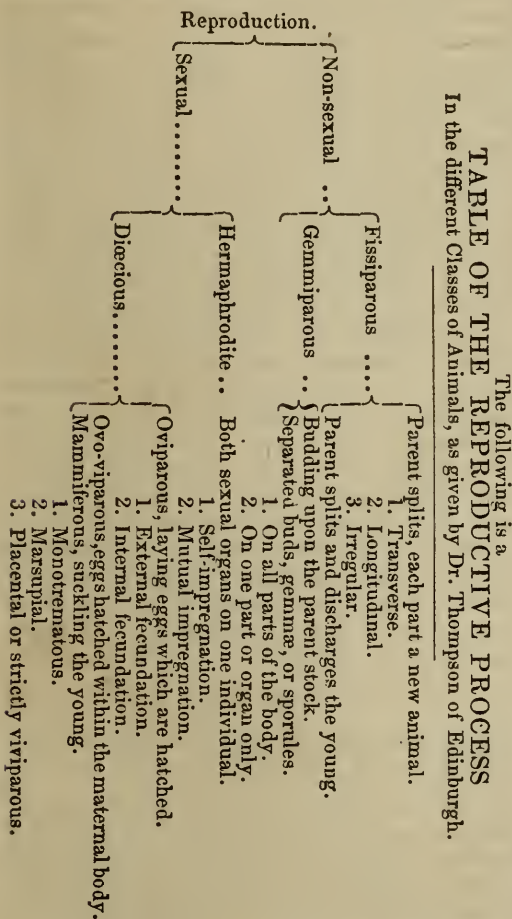 The following is a
TABLE OF THE REPRODUCTIVE PROCESS
In the different Classes of Animals, as given by Dr. Thompson of Edinburgh.
Reproduction.
Non-sexual ...
Fissiparous ....
Parent splits, each part a new animal.
1. Transverse.
2. Longitudinal.
3. Irregular.
Parent splits and discharges the young.
Gemmiparous ..
Budding upon the parent stock.
Separated buds, gemmæ, or sporules.
1. On all parts of the body.
2. On one part or organ only.
Sexual.........
Hermaphrodite ..
Both sexual organs on one individual.
1. Self-impregnation.
2. Mutual impregnation.
Diœcious........
Oviparous, laying eggs which are hatched.
1. External fecundation.
2. Internal fecundation.
Ovo-viparous, eggs hatched within the maternal body.
Mammiferous, suckling the young.
1. Monotrematous.
2. Marsupial.
3. Placental or strictly viviparous.